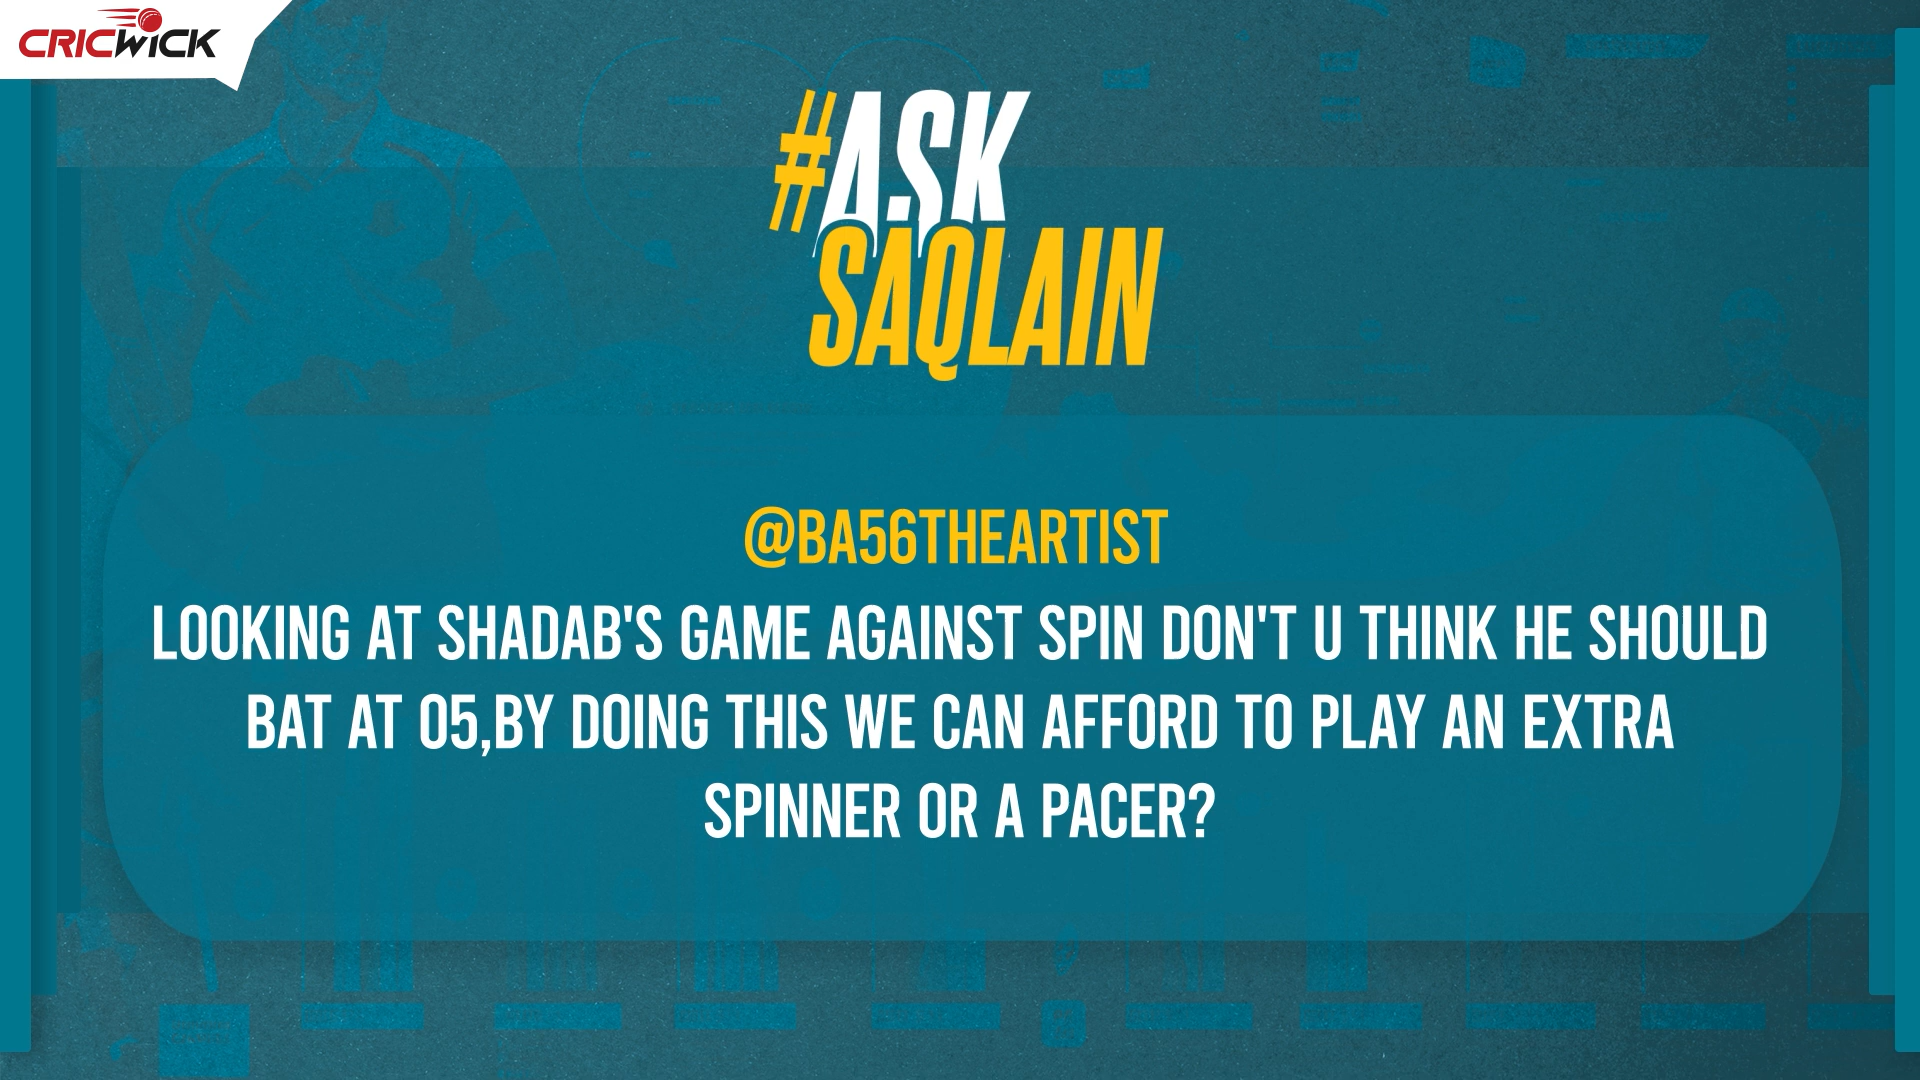 CRICWICK
#ASK
SAQLAIN
@BA56THEARTIST
LOOKING AT SHADAB'S GAME AGAINST SPIN DON'T U THINK HE SHOULD
BAT AT 05,BY DOING THIS WE CAN AFFORD TO PLAY AN EXTRA
SPINNER OR A PACER?